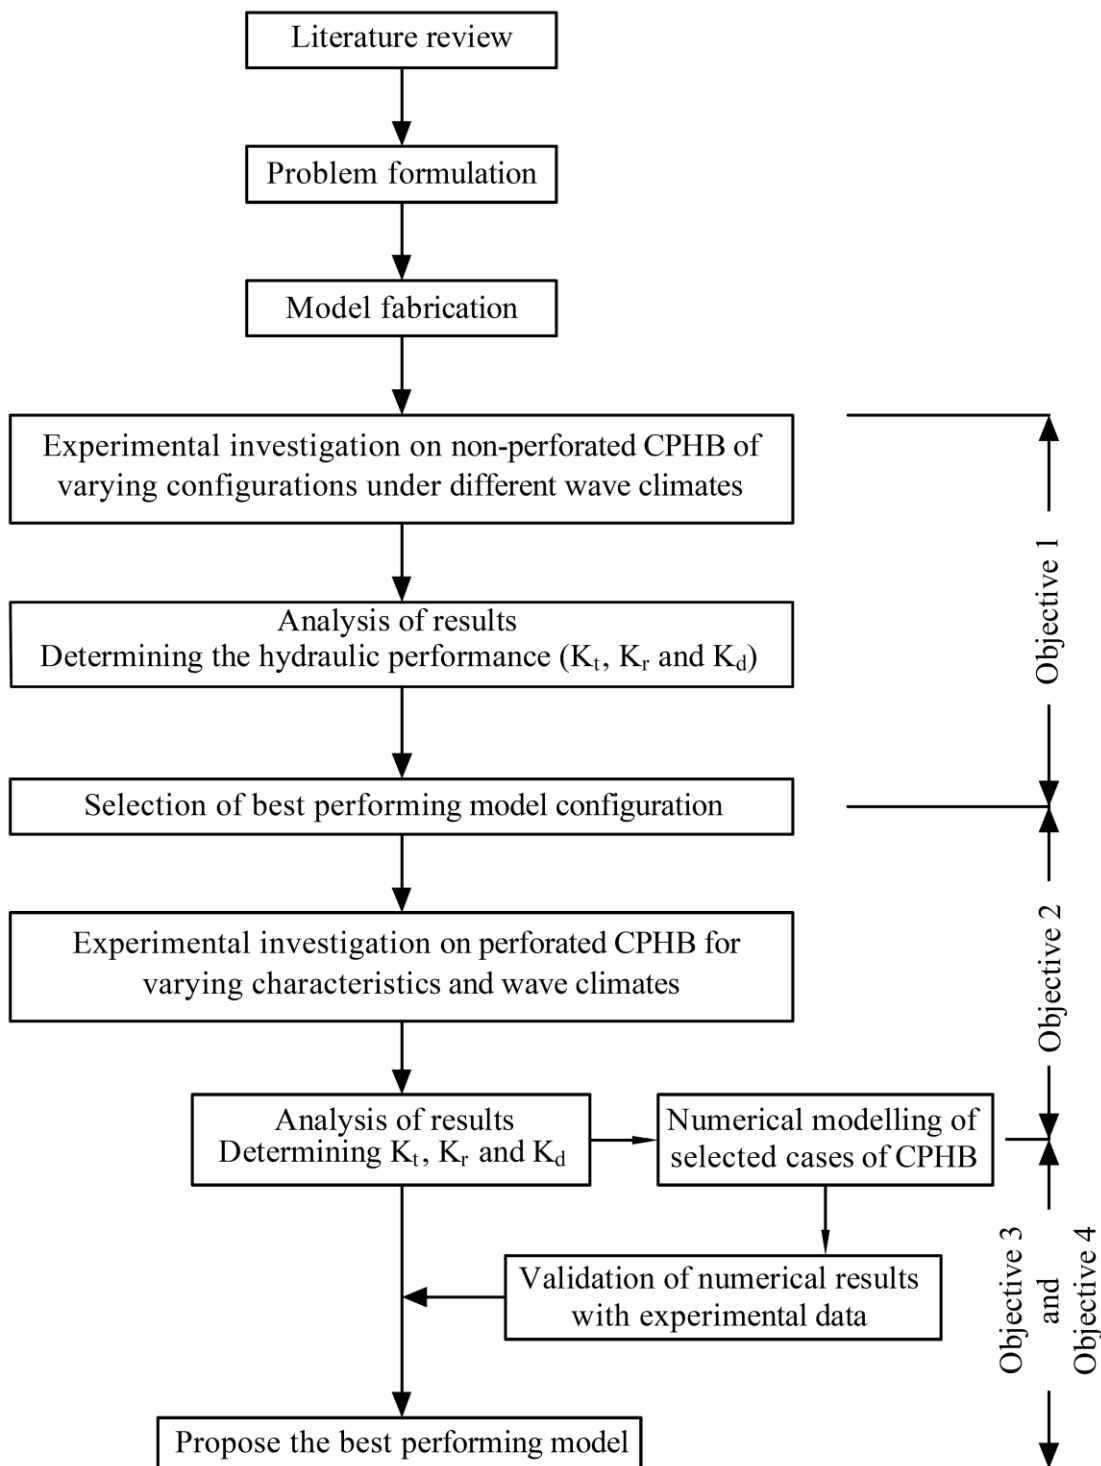 Literature review
Problem formulation
Model fabrication
Experimental investigation on non-perforated CPHB of
varying configurations under different wave climates
Analysis of results
Determining the hydraulic performance (Kt, Kr and Kd)
Selection of best performing model configuration
Experimental investigation on perforated CPHB for
varying characteristics and wave climates
Analysis of results
Determining Kt, Kr and Kd
Numerical modelling of
selected cases of CPHB
Validation of numerical results
with experimental data
Propose the best performing model
Objective 1
Objective 2
Objective 3
and
Objective 4